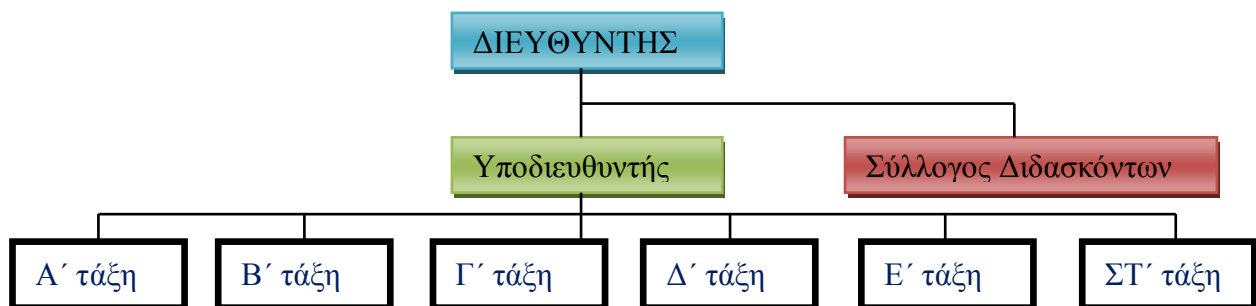 ΔΙΕΥΘΥΝΤΗΣ
Υποδιευθυντής
Σύλλογος Διδασκόντων
Α΄ τάξη
Β΄ τάξη
Γ΄ τάξη
Δ΄ τάξη
Ε΄ τάξη
ΣΤ΄ τάξη